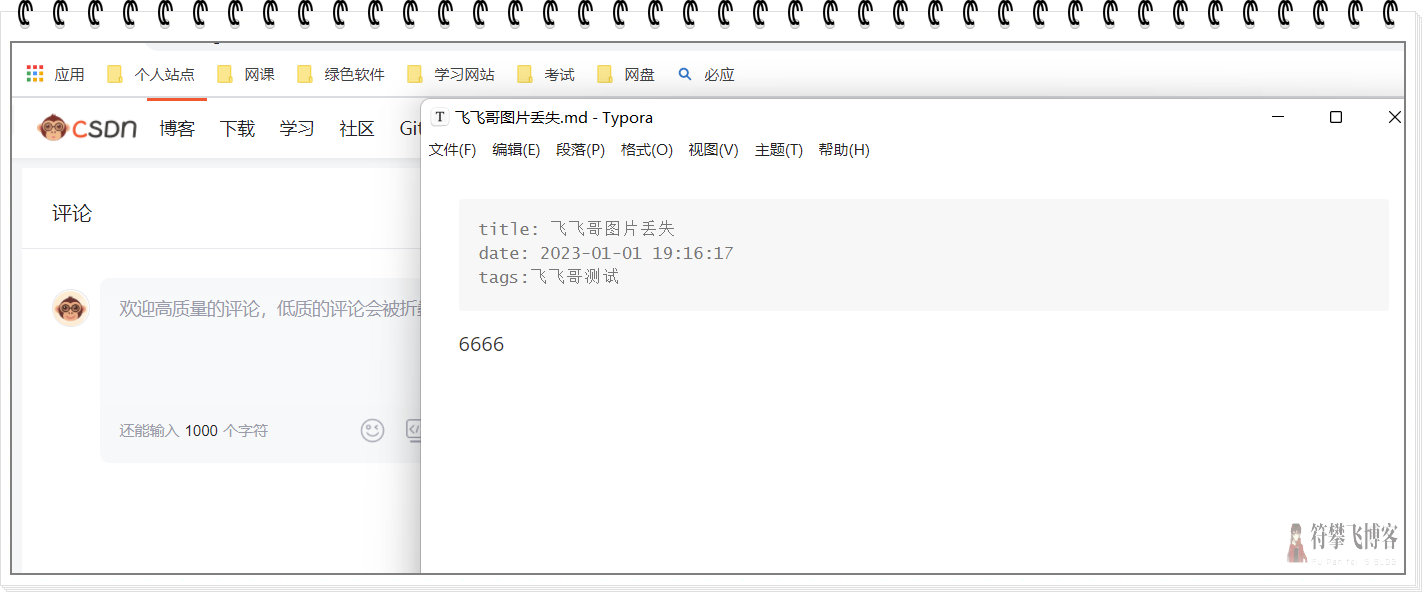 应用 个人站点 网课 绿色软件 学习网站 考试 网盘 必应
CSDN 博客 下载 学习 社区 Git
评论
欢迎高质量的评论，低质的评论会被折
还能输入 1000 个字符
T 飞飞哥图片丢失.md - Typora
文件(F) 编辑(E) 段落(P) 格式(O) 视图(V) 主题(T) 帮助(H)
title: 飞飞哥图片丢失
date: 2023-01-01 19:16:17
tags:飞飞哥测试
6666
符攀飞博客